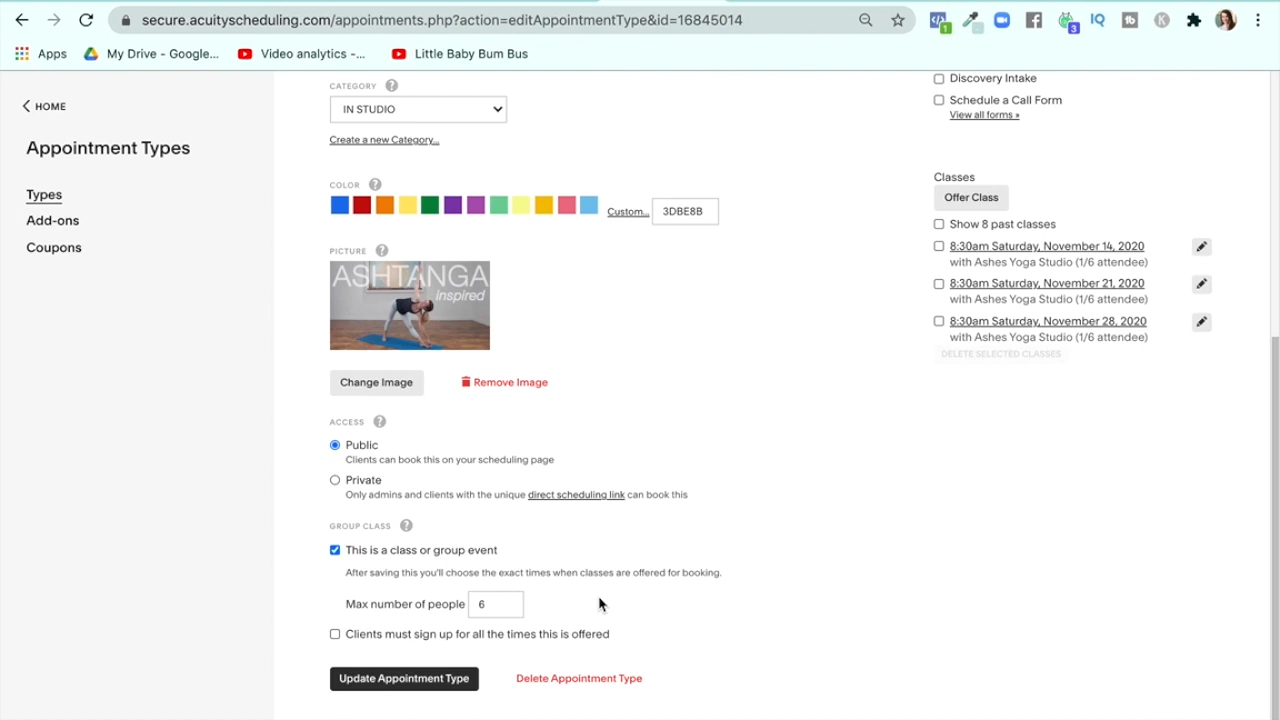 secure.acuityscheduling.com/appointments.php?action=editAppointmentType&id=16845014
1
3
Apps
My Drive - Google...
Video analytics -...
Little Baby Bum Bus
HOME
Appointment Types
Types
Add-ons
Coupons
CATEGORY ?
IN STUDIO
Create a new Category...
COLOR ?
Custom...
3DBE8B
PICTURE ?
ASHTANGA
inspired
Change Image
Remove Image
ACCESS ?
Public
Clients can book this on your scheduling page
Private
Only admins and clients with the unique direct scheduling link can book this
GROUP CLASS ?
This is a class or group event
After saving this you'll choose the exact times when classes are offered for booking.
Max number of people 6
Clients must sign up for all the times this is offered
Update Appointment Type
Delete Appointment Type
Discovery Intake
Schedule a Call Form
View all forms »
Classes
Offer Class
Show 8 past classes
8:30am Saturday, November 14, 2020
with Ashes Yoga Studio (1/6 attendee)
8:30am Saturday, November 21, 2020
with Ashes Yoga Studio (1/6 attendee)
8:30am Saturday, November 28, 2020
with Ashes Yoga Studio (1/6 attendee)
DELETE SELECTED CLASSES